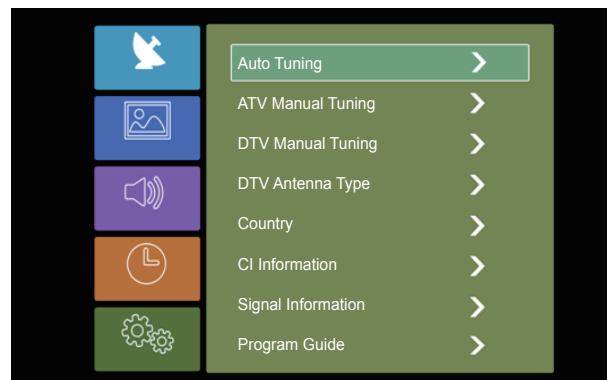 Auto Tuning
ATV Manual Tuning
DTV Manual Tuning
DTV Antenna Type
Country
CI Information
Signal Information
Program Guide